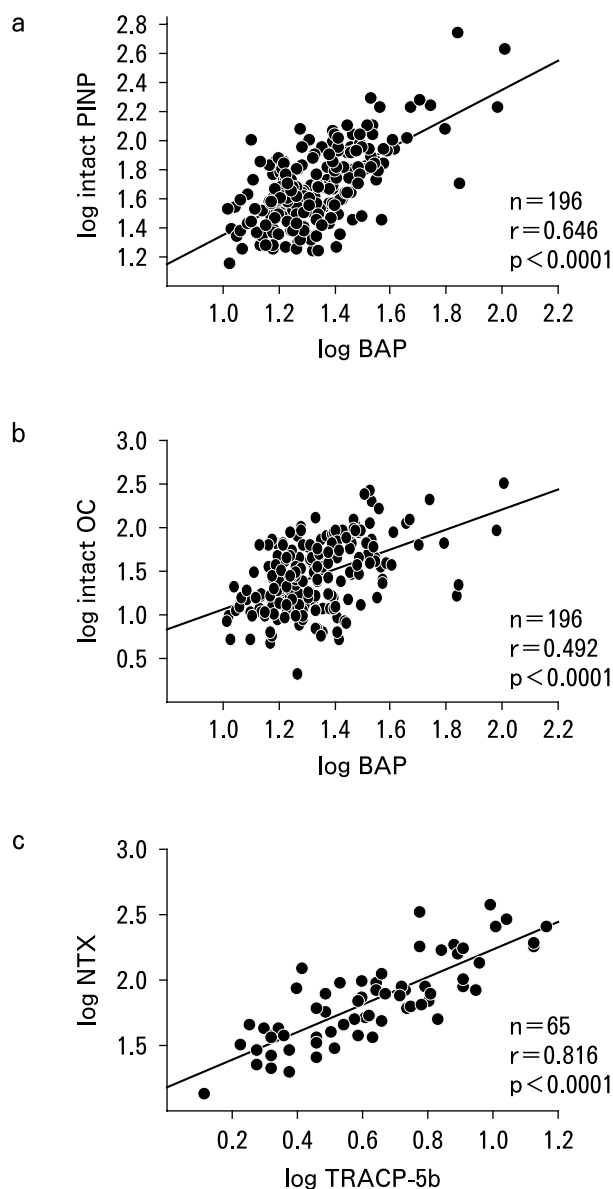 a
log intact PINP
2.8
2.6
2.4
2.2
2.0
1.8
1.6
1.4
1.2
n=196
r=0.646
p<0.0001
1.0 1.2 1.4 1.6 1.8 2.0 2.2
log BAP
b
log intact OC
3.0
2.5
2.0
1.5
1.0
0.5
n=196
r=0.492
p<0.0001
1.0 1.2 1.4 1.6 1.8 2.0 2.2
log BAP
c
log NTX
3.0
2.5
2.0
1.5
n=65
r=0.816
p<0.0001
0.2 0.4 0.6 0.8 1.0 1.2
log TRACP-5b